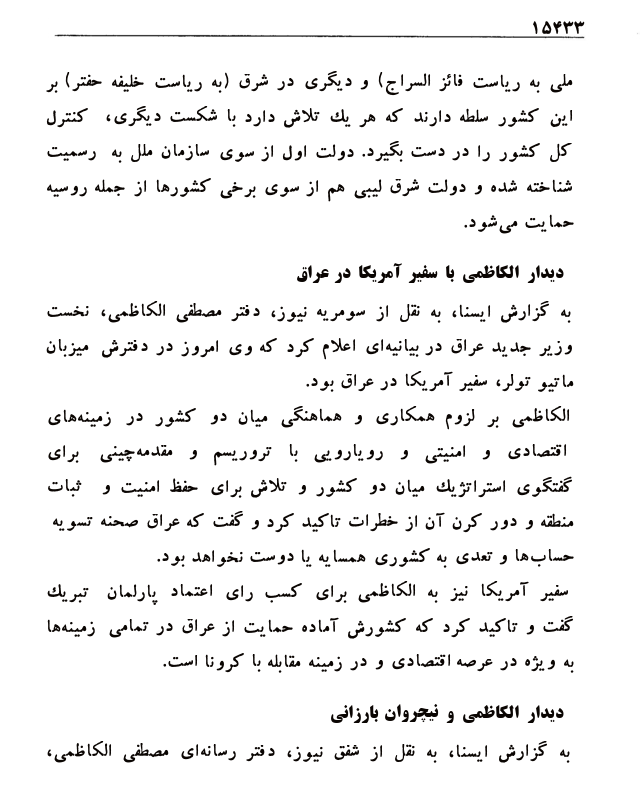 ۱۵۴۳۳
ملی به ریاست فائز السراج) و دیگری در شرق (به ریاست خلیفه حفتر) بر
این کشور سلطه دارند که هر یك تلاش دارد با شکست دیگری، کنترل
کل کشور را در دست بگیرد. دولت اول از سوی سازمان ملل به رسمیت
شناخته شده و دولت شرق لیبی هم از سوی برخی کشورها از جمله روسیه
حمایت می‌شود.
دیدار الکاظمی با سفیر آمریکا در عراق
به گزارش ایسنا، به نقل از سومریه نیوز، دفتر مصطفی الکاظمی، نخست
وزیر جدید عراق در بیانیه‌ای اعلام کرد که وی امروز در دفترش میزبان
ماتیو تولر، سفیر آمریکا در عراق بود.
الکاظمی بر لزوم همکاری و هماهنگی میان دو کشور در زمینه‌های
اقتصادی و امنیتی و رویارویی با تروریسم و مقدمه‌چینی برای
گفتگوی استراتژیك میان دو کشور و تلاش برای حفظ امنیت و ثبات
منطقه و دور کرن آن از خطرات تاکید کرد و گفت که عراق صحنه تسویه
حساب‌ها و تعدی به کشوری همسایه یا دوست نخواهد بود.
سفیر آمریکا نیز به الکاظمی برای کسب رای اعتماد پارلمان تبریك
گفت و تاکید کرد که کشورش آماده حمایت از عراق در تمامی زمینه‌ها
به ویژه در عرصه اقتصادی و در زمینه مقابله با کرونا است.
دیدار الکاظمی و نیچروان بارزانی
به گزارش ایسنا، به نقل از شفق نیوز، دفتر رسانه‌ای مصطفی الکاظمی،